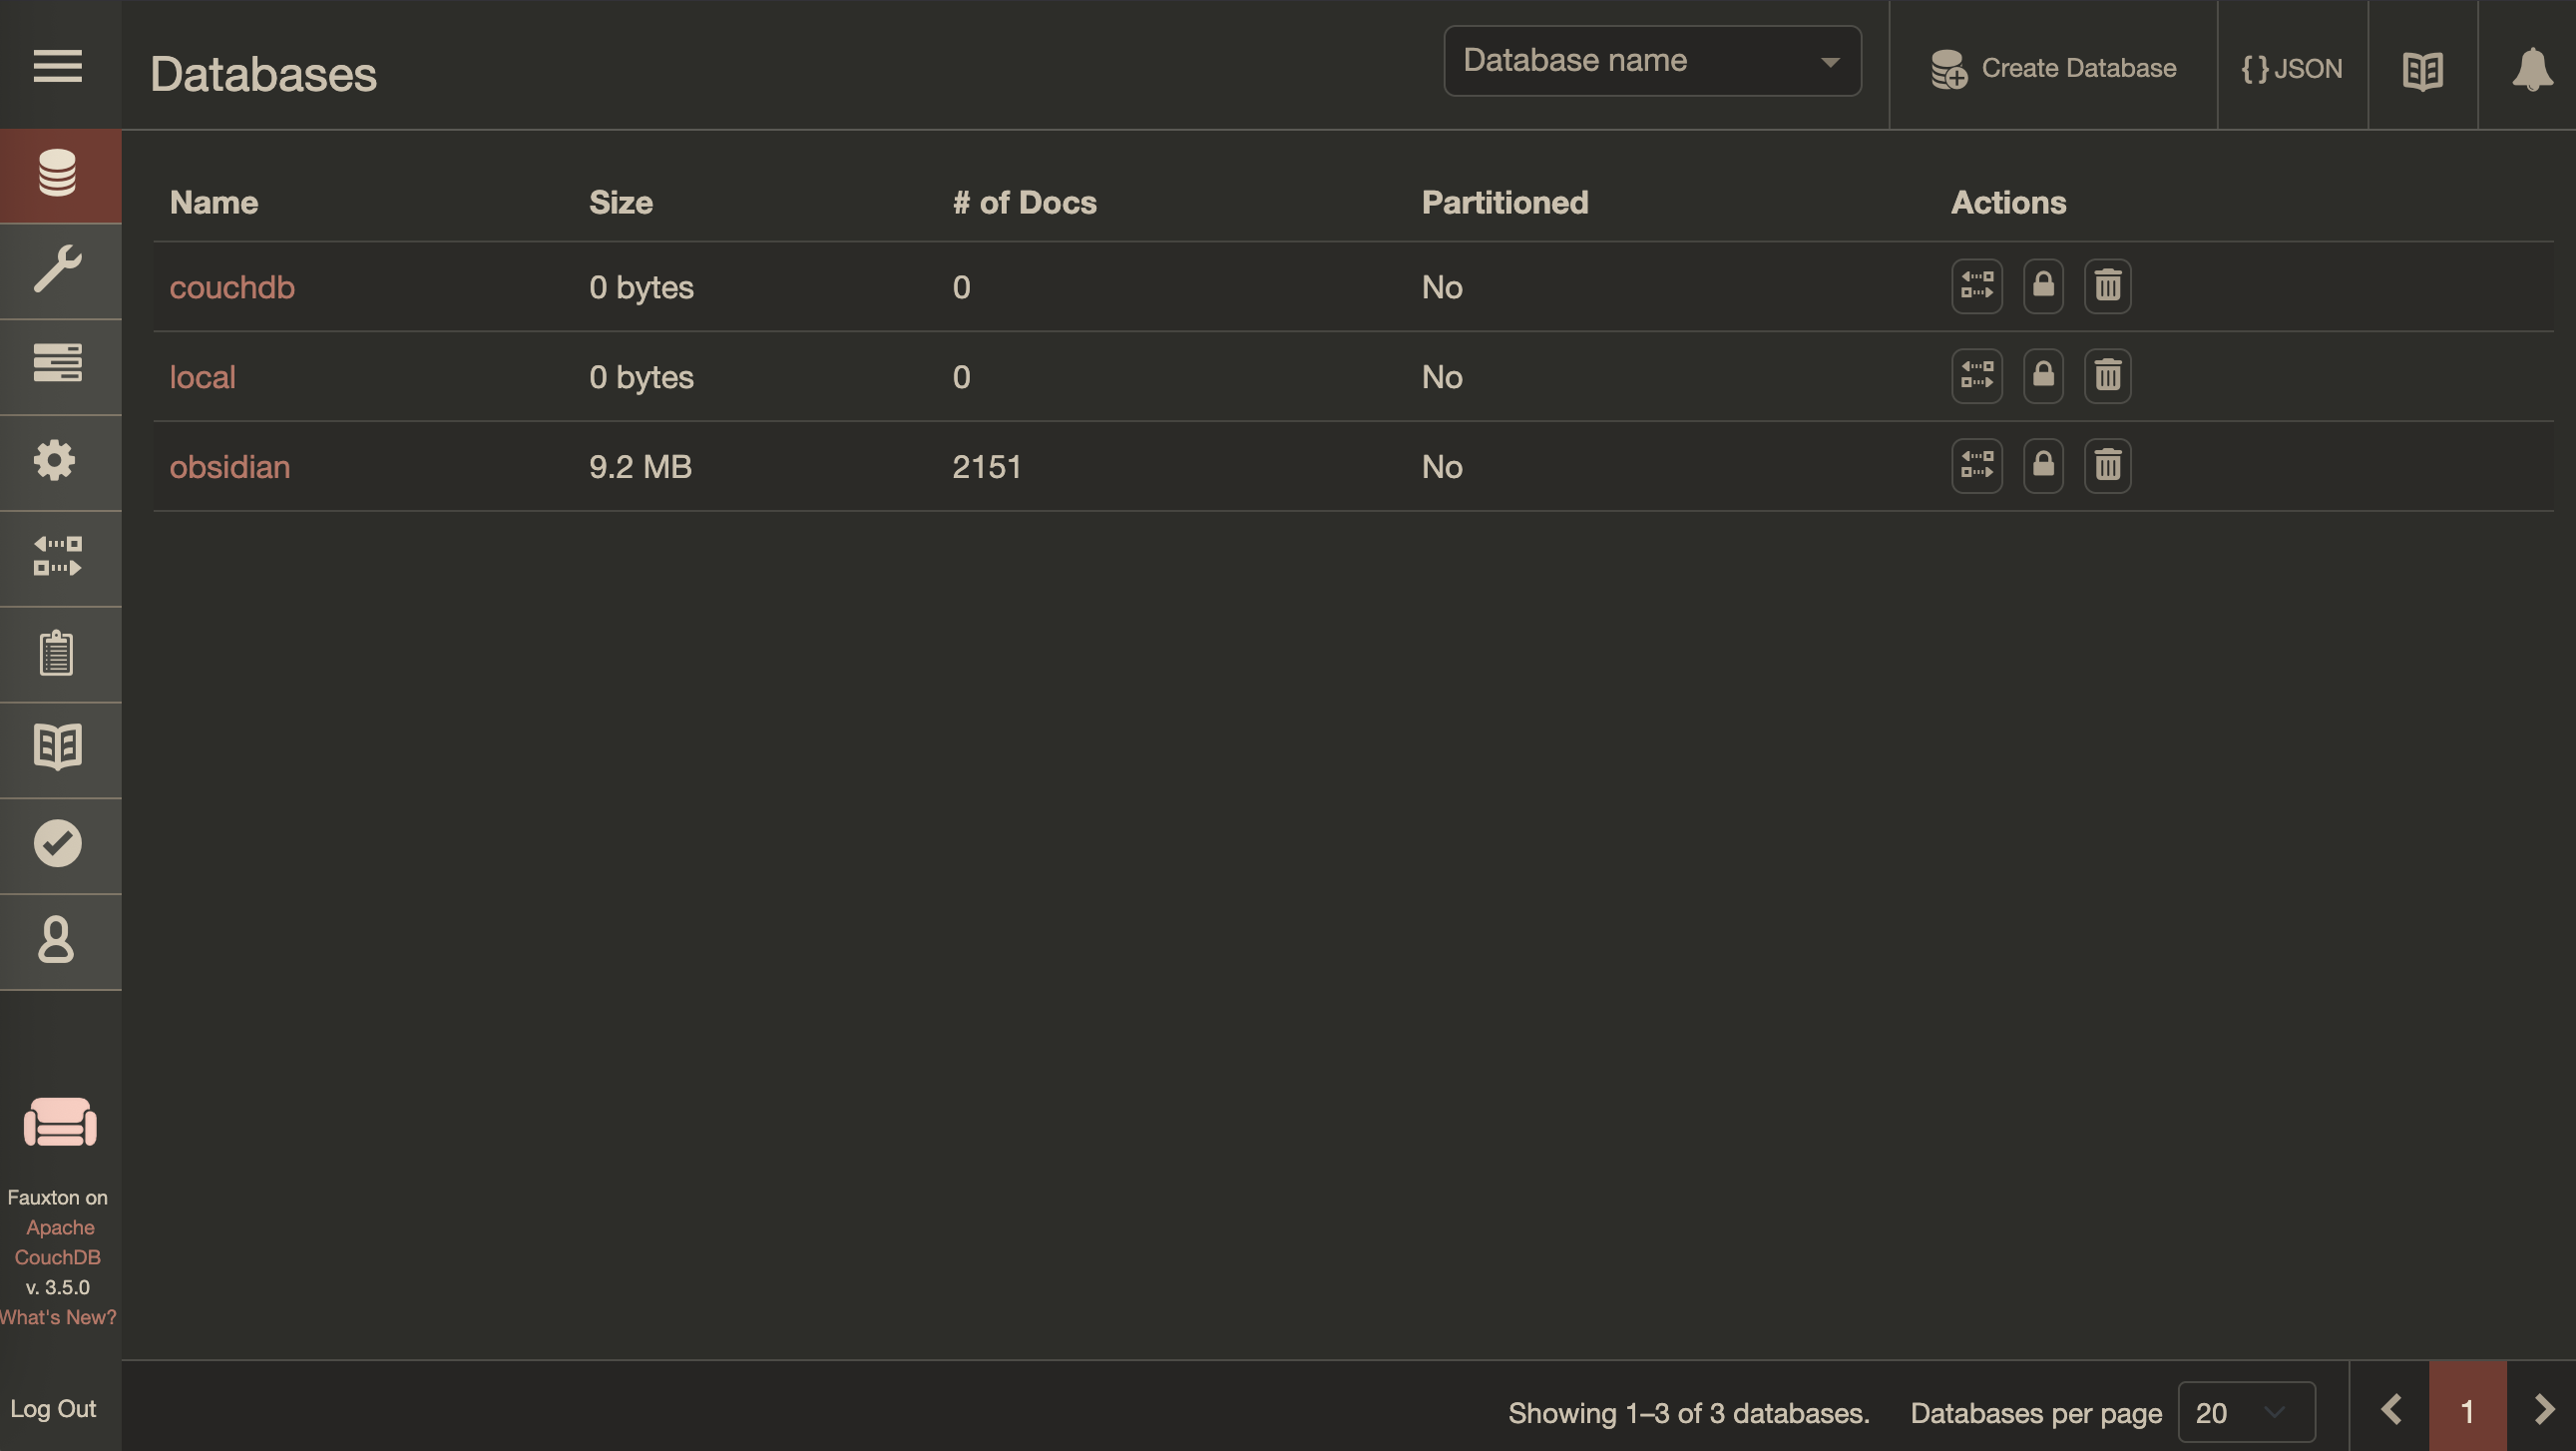 Databases
Database name
Create Database
{ } JSON
Name Size # of Docs Partitioned Actions
couchdb 0 bytes 0 No
local 0 bytes 0 No
obsidian 9.2 MB 2151 No
Fauxton on
Apache
CouchDB
v. 3.5.0
What's New?
Log Out
Showing 1–3 of 3 databases. Databases per page 20 1